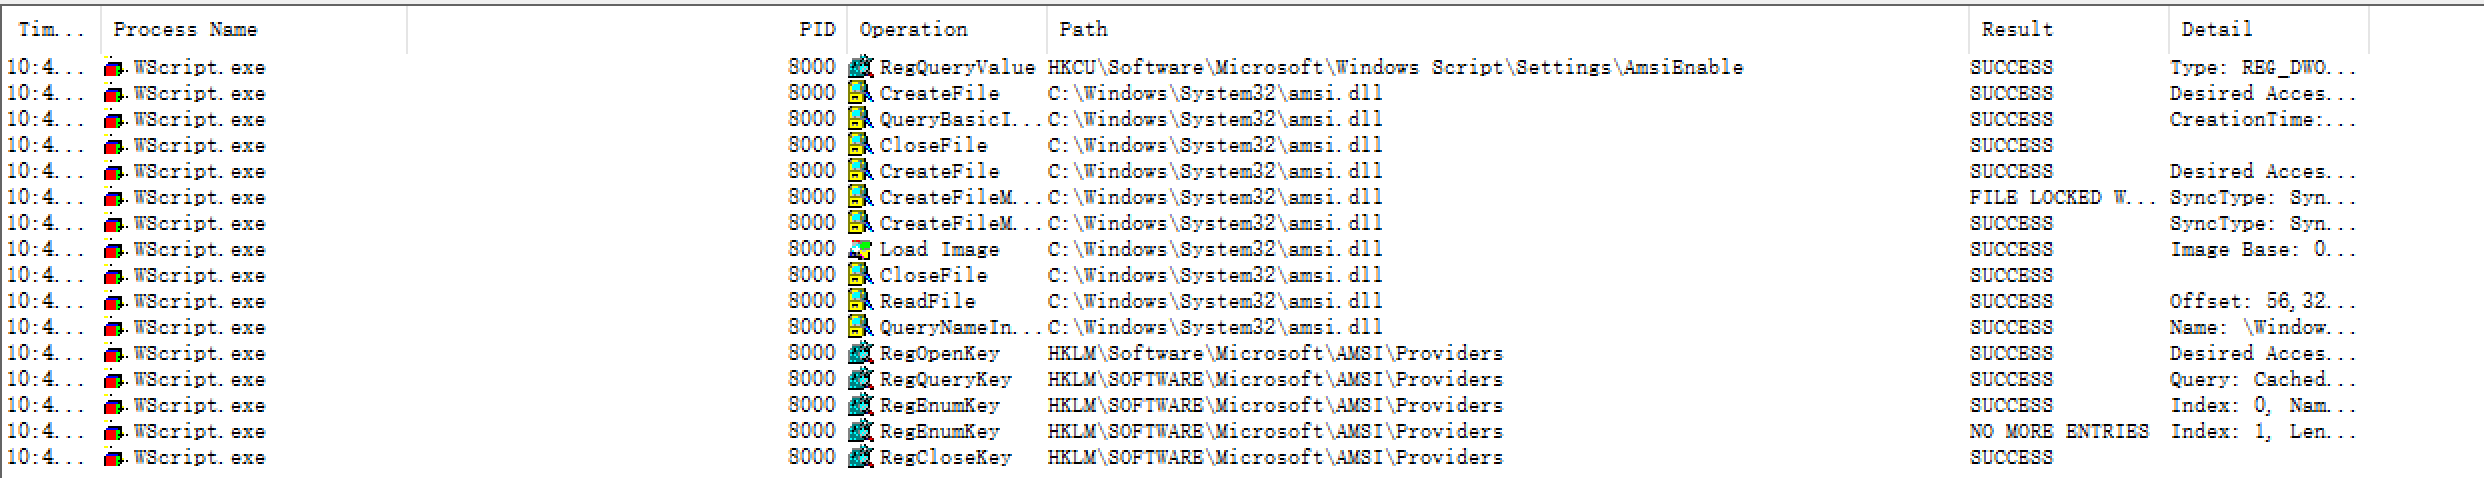 Tim... Process Name PID Operation Path Result Detail
10:4... WScript.exe 8000 RegQueryValue HKCU\Software\Microsoft\Windows Script\Settings\AmsiEnable SUCCESS Type: REG_DWO...
10:4... WScript.exe 8000 CreateFile C:\Windows\System32\amsi.dll SUCCESS Desired Acces...
10:4... WScript.exe 8000 QueryBasicI... C:\Windows\System32\amsi.dll SUCCESS CreationTime:...
10:4... WScript.exe 8000 CloseFile C:\Windows\System32\amsi.dll SUCCESS
10:4... WScript.exe 8000 CreateFile C:\Windows\System32\amsi.dll SUCCESS Desired Acces...
10:4... WScript.exe 8000 CreateFileM... C:\Windows\System32\amsi.dll FILE LOCKED W... SyncType: Syn...
10:4... WScript.exe 8000 CreateFileM... C:\Windows\System32\amsi.dll SUCCESS SyncType: Syn...
10:4... WScript.exe 8000 Load Image C:\Windows\System32\amsi.dll SUCCESS Image Base: 0...
10:4... WScript.exe 8000 CloseFile C:\Windows\System32\amsi.dll SUCCESS
10:4... WScript.exe 8000 ReadFile C:\Windows\System32\amsi.dll SUCCESS Offset: 56,32...
10:4... WScript.exe 8000 QueryNameIn... C:\Windows\System32\amsi.dll SUCCESS Name: \Window...
10:4... WScript.exe 8000 RegOpenKey HKLM\Software\Microsoft\AMSI\Providers SUCCESS Desired Acces...
10:4... WScript.exe 8000 RegQueryKey HKLM\SOFTWARE\Microsoft\AMSI\Providers SUCCESS Query: Cached...
10:4... WScript.exe 8000 RegEnumKey HKLM\SOFTWARE\Microsoft\AMSI\Providers SUCCESS Index: 0, Nam...
10:4... WScript.exe 8000 RegEnumKey HKLM\SOFTWARE\Microsoft\AMSI\Providers NO MORE ENTRIES Index: 1, Len...
10:4... WScript.exe 8000 RegCloseKey HKLM\SOFTWARE\Microsoft\AMSI\Providers SUCCESS